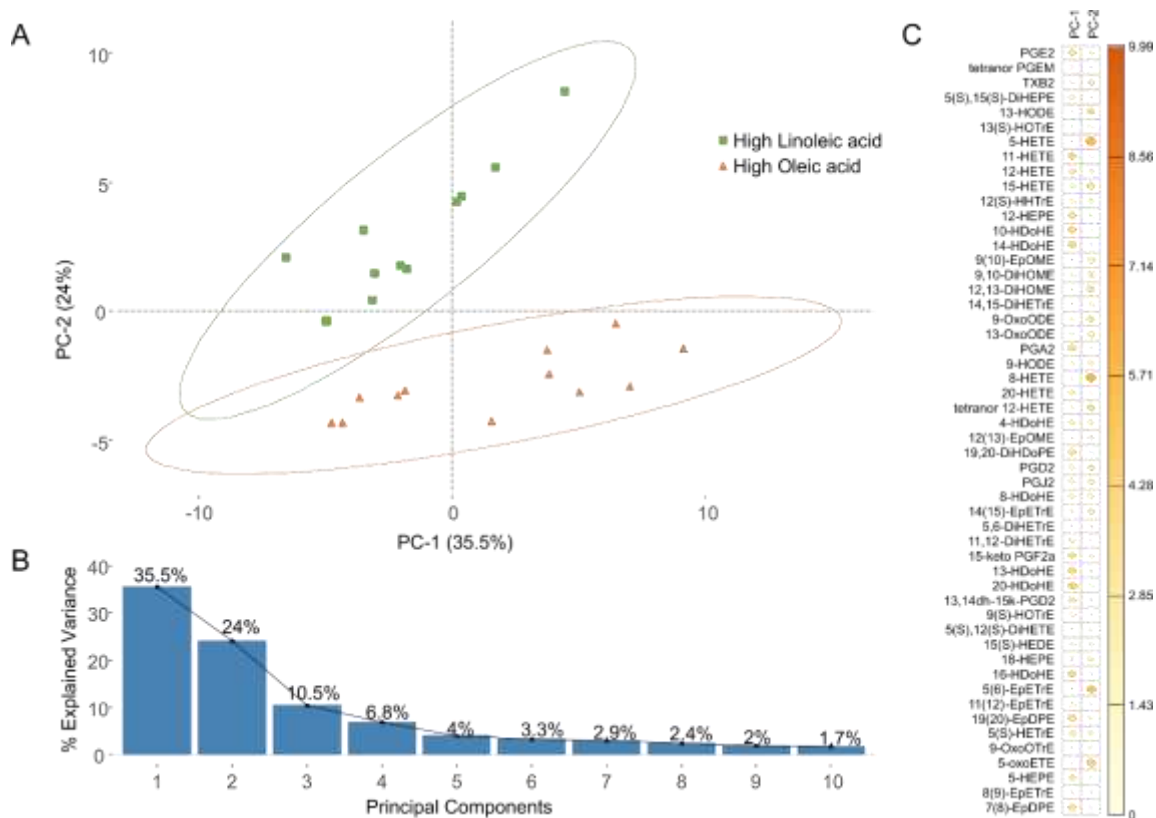 A
10
5
0
-5
PC-2 (24%)
-10
0
10
PC-1 (35.5%)
High Linoleic acid
High Oleic acid
B
40
30
20
10
0
% Explained Variance
35.5%
24%
10.5%
6.8%
4%
3.3%
2.9%
2.4%
2%
1.7%
1
2
3
4
5
6
7
8
9
10
Principal Components
C
PC-1
PC-2
PGE2
tetranor PGEM
TXB2
5(S),15(S)-DiHEPE
13-HODE
13(S)-HOTrE
5-HETE
11-HETE
12-HETE
15-HETE
12(S)-HHTrE
12-HEPE
10-HDoHE
14-HDoHE
9(10)-EpOME
9,10-DiHOME
12,13-DiHOME
14,15-DiHETrE
9-OxoODE
13-OxoODE
PGA2
9-HODE
8-HETE
20-HETE
tetranor 12-HETE
4-HDoHE
12(13)-EpOME
19,20-DiHDoPE
PGD2
PGJ2
8-HDoHE
14(15)-EpETrE
5,6-DiHETrE
11,12-DiHETrE
15-keto PGF2a
13-HDoHE
20-HDoHE
13,14dh-15k-PGD2
9(S)-HOTrE
5(S),12(S)-DiHETE
15(S)-HEDE
18-HEPE
16-HDoHE
5(6)-EpETrE
11(12)-EpETrE
19(20)-EpDPE
5(S)-HETrE
9-OxoOTrE
5-oxoETE
5-HEPE
8(9)-EpETrE
7(8)-EpDPE
9.99
8.56
7.14
5.71
4.28
2.85
1.43
0